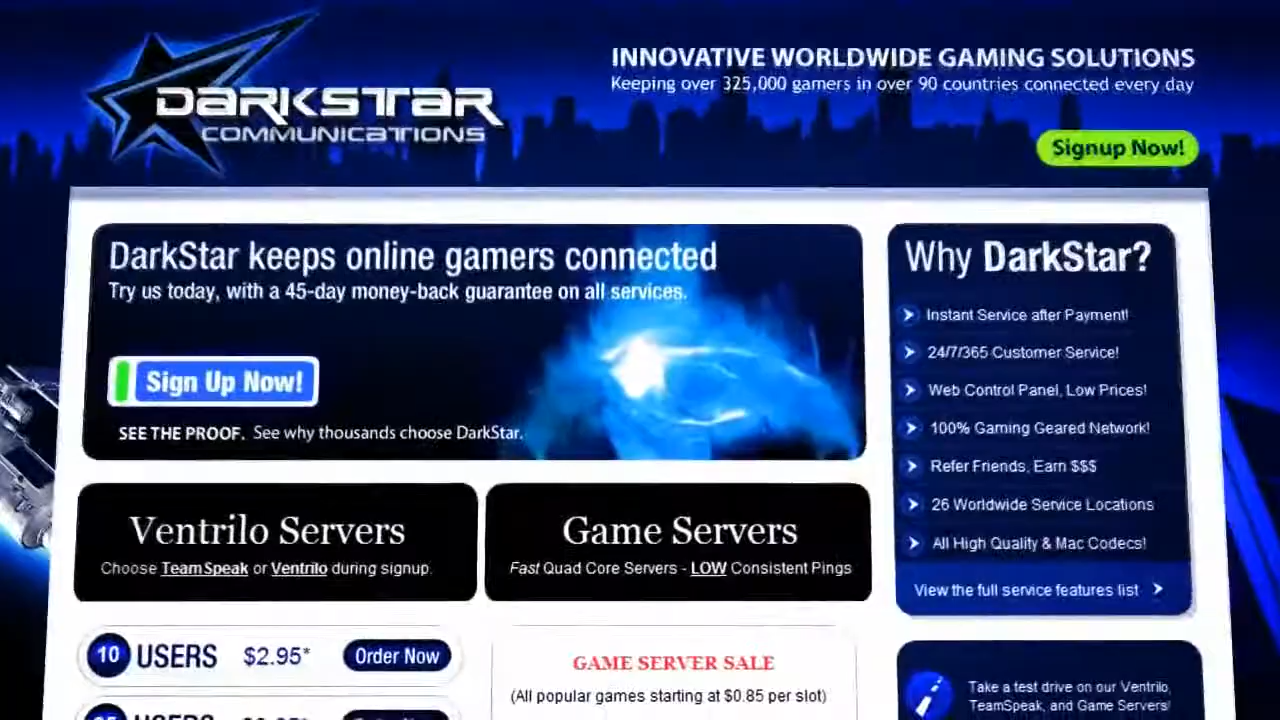 DARKSTAR
COMMUNICATIONS
INNOVATIVE WORLDWIDE GAMING SOLUTIONS
Keeping over 325,000 gamers in over 90 countries connected every day
Signup Now!
DarkStar keeps online gamers connected
Try us today, with a 45-day money-back guarantee on all services.
Sign Up Now!
SEE THE PROOF. See why thousands choose DarkStar.
Why DarkStar?
Instant Service after Payment!
24/7/365 Customer Service!
Web Control Panel, Low Prices!
100% Gaming Geared Network!
Refer Friends, Earn $$$
26 Worldwide Service Locations
All High Quality & Mac Codecs!
View the full service features list
Ventrilo Servers
Choose TeamSpeak or Ventrilo during signup.
Game Servers
Fast Quad Core Servers - LOW Consistent Pings
10 USERS $2.95* Order Now
GAME SERVER SALE
(All popular games starting at $0.85 per slot)
Take a test drive on our Ventrilo,
TeamSpeak, and Game Servers!